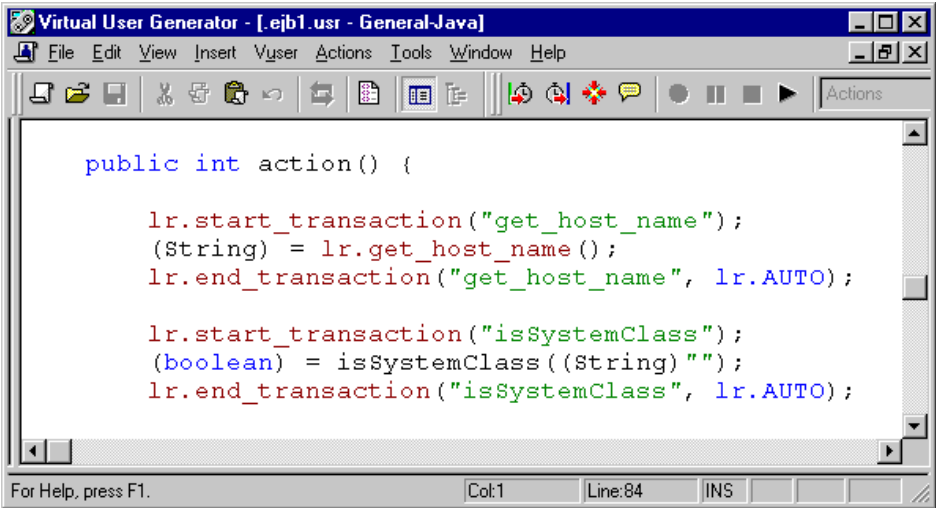 Virtual User Generator - [.ejb1.usr - General-Java]
File Edit View Insert Vuser Actions Tools Window Help
Actions
public int action() {
lr.start_transaction("get_host_name");
(String) = lr.get_host_name();
lr.end_transaction("get_host_name", lr.AUTO);
lr.start_transaction("isSystemClass");
(boolean) = isSystemClass((String)"");
lr.end_transaction("isSystemClass", lr.AUTO);
For Help, press F1. Col:1 Line:84 INS